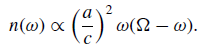 n(ω) ∝ (a/c)² ω(Ω − ω).